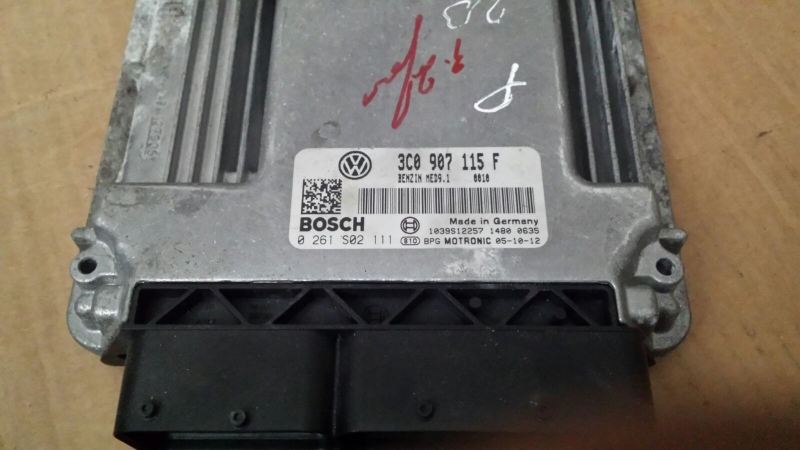 3C0 907 115 F
BENZIN MED9.1 0010
BOSCH
Made in Germany
1039S12257 1480 0635
0 261 S02 111 BPG MOTRONIC 05-10-12